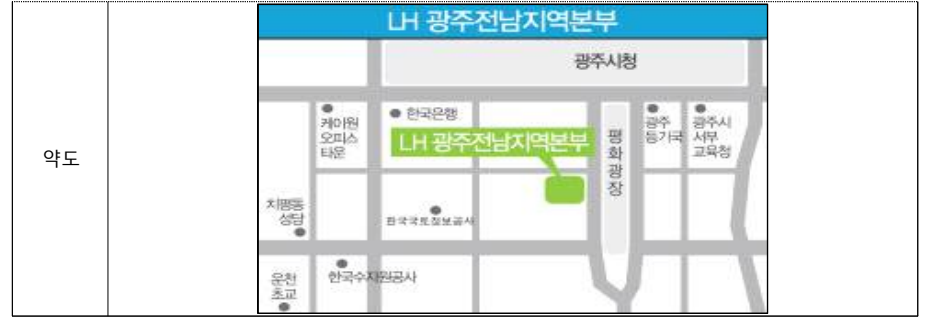 약도
LH 광주전남지역본부
광주시청
케이원
오피스
타운
한국은행
LH 광주전남지역본부
평
화
광
장
광주
등기국
광주시
서부
교육청
치평동
성당
한국국토정보공사
운천
초교
한국수자원공사